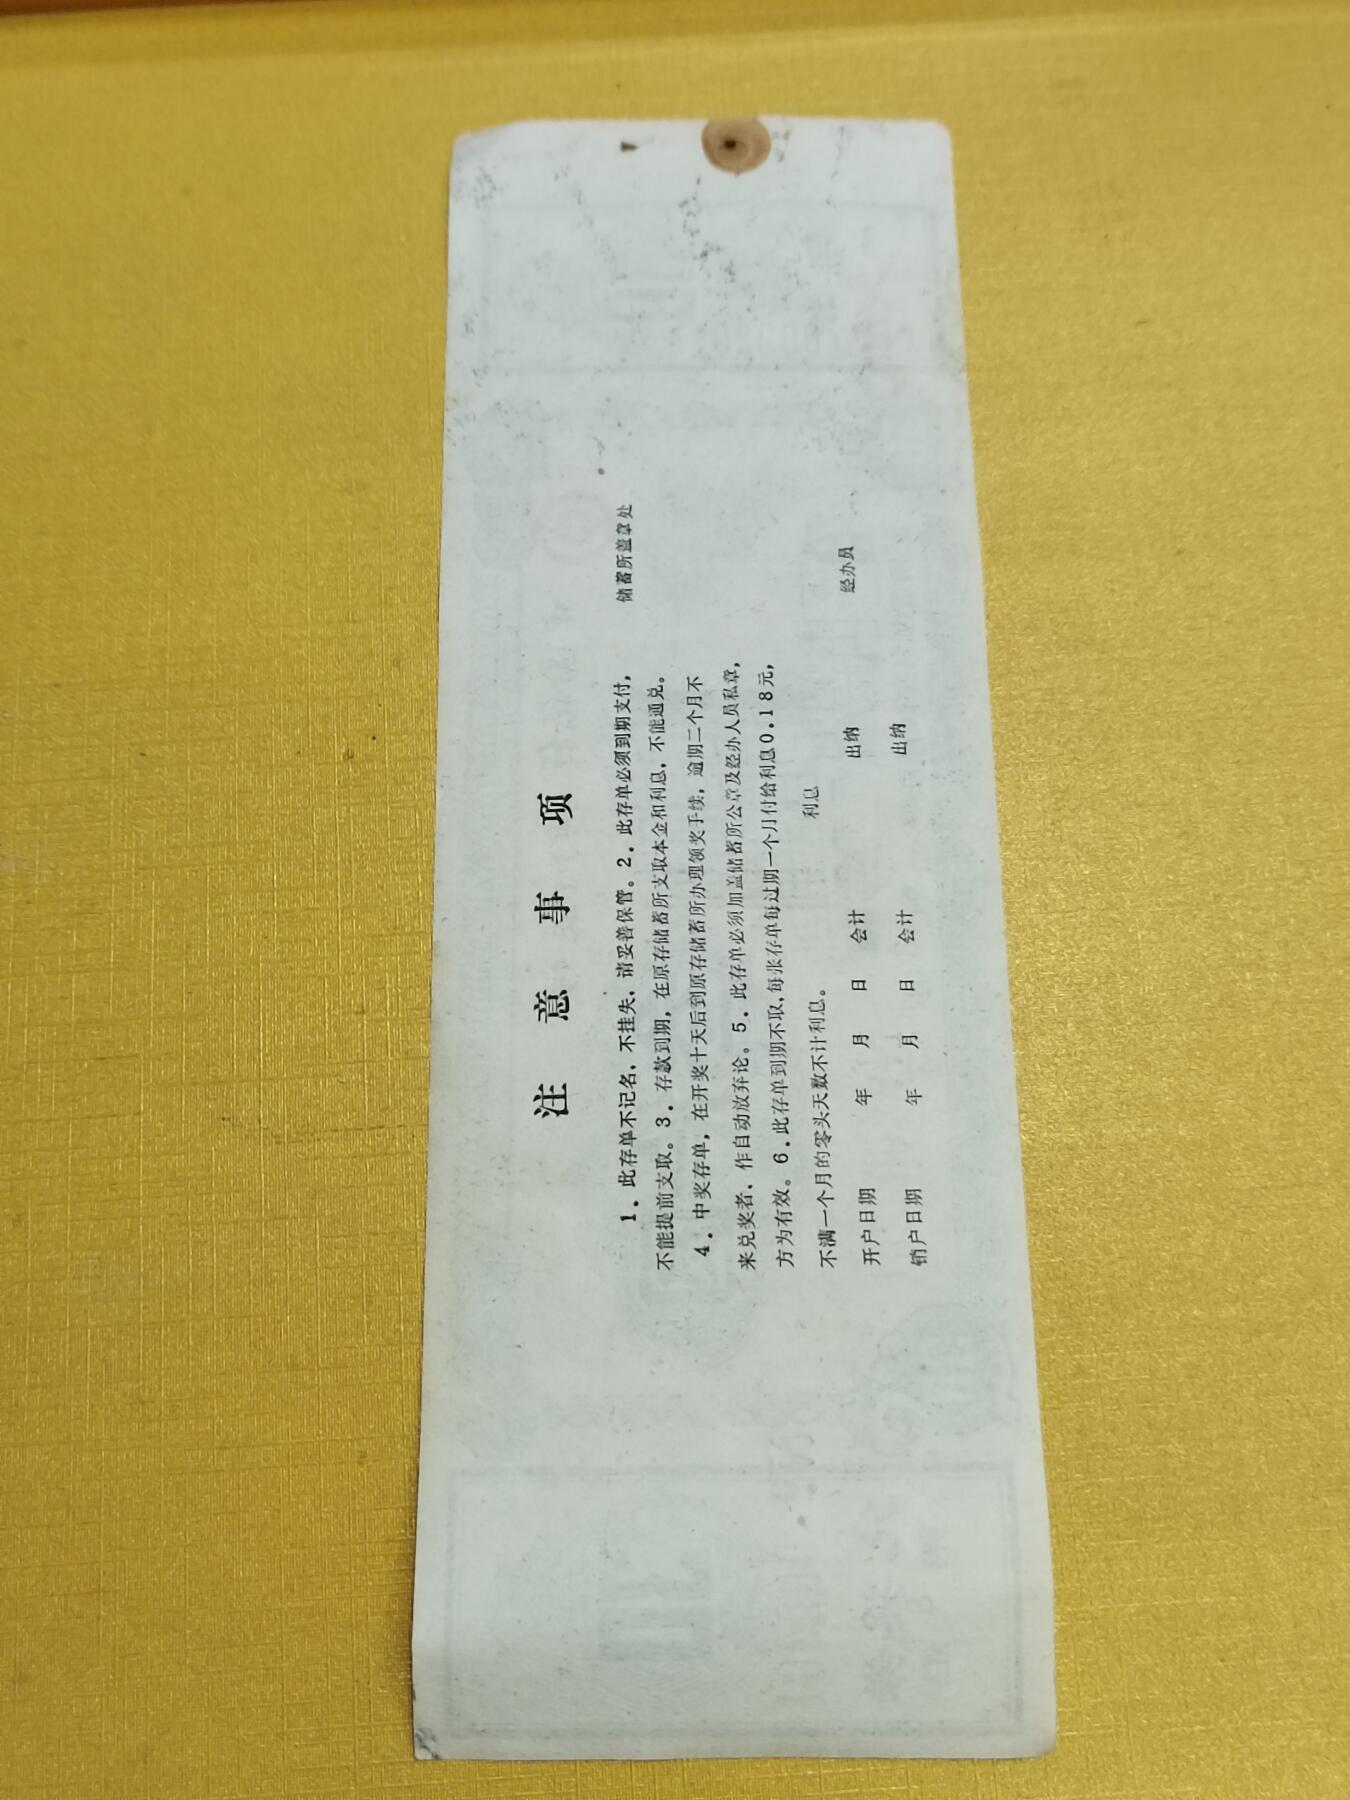 注意事项
1．此存单不记名，不挂失，请妥善保管。2．此存单必须到期支付，
储蓄所盖章处
不能提前支取。3．存款到期，在原存储蓄所支取本金和利息，不能通兑。
4．中奖存单，在开奖十天后到原存储蓄所办理领奖手续，逾期二个月不
来兑奖者，作自动放弃论。5．此存单必须加盖储蓄所公章及经办人员私章，
方为有效。6．此存单到期不取，每张存单每过期一个月付给利息0.18元，
不满一个月的零头天数不计利息。 利息
开户日期 年 月 日 会计 出纳 经办员
销户日期 年 月 日 会计 出纳